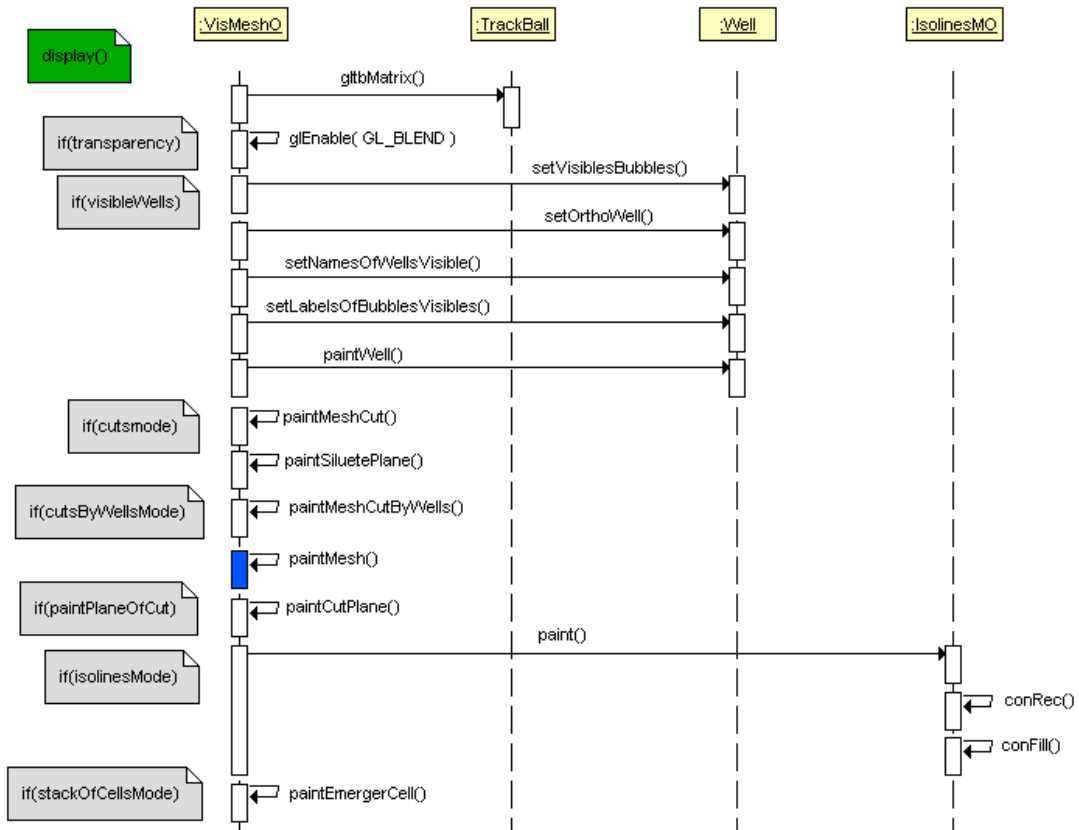 :VisMeshO
:TrackBall
:Well
:IsolinesMO
display()
gltbMatrix()
if(transparency)
glEnable( GL_BLEND )
setVisiblesBubbles()
if(visibleWells)
setOrthoWell()
setNamesOfWellsVisible()
setLabelsOfBubblesVisibles()
paintWell()
if(cutsmode)
paintMeshCut()
paintSiluetePlane()
if(cutsByWellsMode)
paintMeshCutByWells()
paintMesh()
if(paintPlaneOfCut)
paintCutPlane()
paint()
if(isolinesMode)
conRec()
conFill()
if(stackOfCellsMode)
paintEmergerCell()